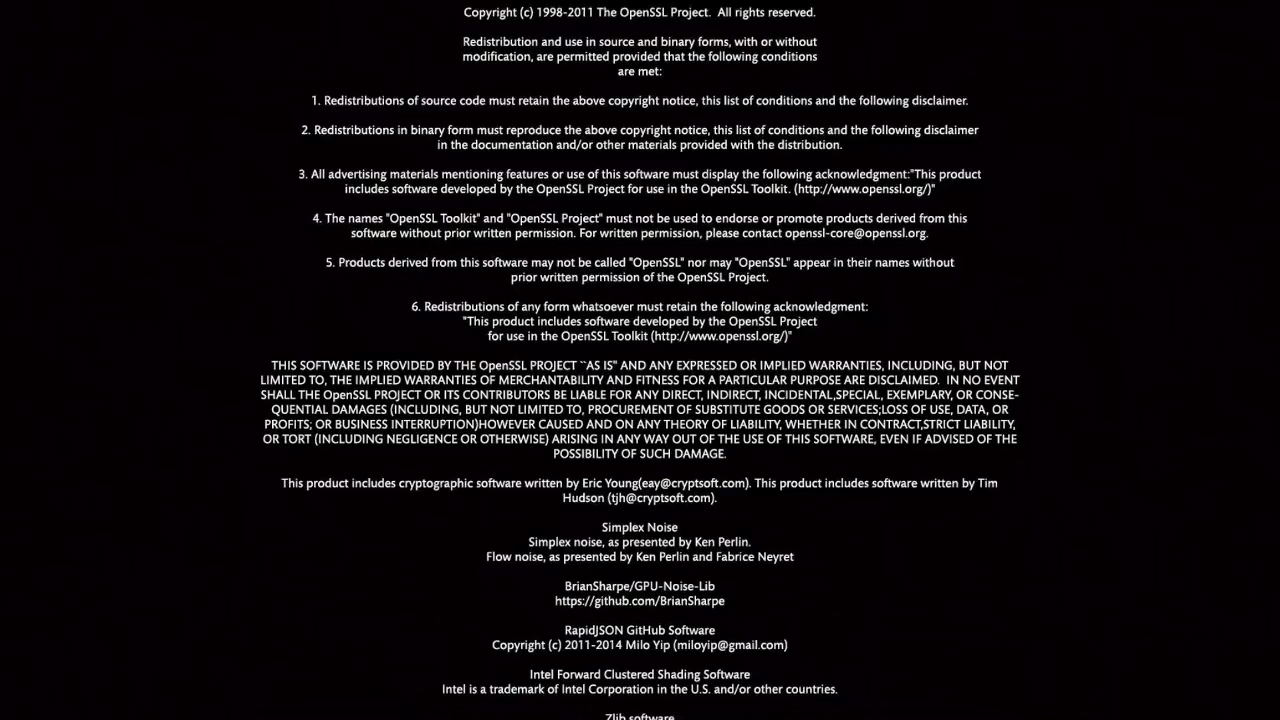 Copyright (c) 1998-2011 The OpenSSL Project.  All rights reserved.
Redistribution and use in source and binary forms, with or without
modification, are permitted provided that the following conditions
are met:
1. Redistributions of source code must retain the above copyright notice, this list of conditions and the following disclaimer.
2. Redistributions in binary form must reproduce the above copyright notice, this list of conditions and the following disclaimer
in the documentation and/or other materials provided with the distribution.
3. All advertising materials mentioning features or use of this software must display the following acknowledgment:"This product
includes software developed by the OpenSSL Project for use in the OpenSSL Toolkit. (http://www.openssl.org/)"
4. The names "OpenSSL Toolkit" and "OpenSSL Project" must not be used to endorse or promote products derived from this
software without prior written permission. For written permission, please contact openssl-core@openssl.org.
5. Products derived from this software may not be called "OpenSSL" nor may "OpenSSL" appear in their names without
prior written permission of the OpenSSL Project.
6. Redistributions of any form whatsoever must retain the following acknowledgment:
"This product includes software developed by the OpenSSL Project
for use in the OpenSSL Toolkit (http://www.openssl.org/)"
THIS SOFTWARE IS PROVIDED BY THE OpenSSL PROJECT ``AS IS" AND ANY EXPRESSED OR IMPLIED WARRANTIES, INCLUDING, BUT NOT
LIMITED TO, THE IMPLIED WARRANTIES OF MERCHANTABILITY AND FITNESS FOR A PARTICULAR PURPOSE ARE DISCLAIMED.  IN NO EVENT
SHALL THE OpenSSL PROJECT OR ITS CONTRIBUTORS BE LIABLE FOR ANY DIRECT, INDIRECT, INCIDENTAL,SPECIAL, EXEMPLARY, OR CONSE-
QUENTIAL DAMAGES (INCLUDING, BUT NOT LIMITED TO, PROCUREMENT OF SUBSTITUTE GOODS OR SERVICES;LOSS OF USE, DATA, OR
PROFITS; OR BUSINESS INTERRUPTION)HOWEVER CAUSED AND ON ANY THEORY OF LIABILITY, WHETHER IN CONTRACT,STRICT LIABILITY,
OR TORT (INCLUDING NEGLIGENCE OR OTHERWISE) ARISING IN ANY WAY OUT OF THE USE OF THIS SOFTWARE, EVEN IF ADVISED OF THE
POSSIBILITY OF SUCH DAMAGE.
This product includes cryptographic software written by Eric Young(eay@cryptsoft.com). This product includes software written by Tim
Hudson (tjh@cryptsoft.com).
Simplex Noise
Simplex noise, as presented by Ken Perlin.
Flow noise, as presented by Ken Perlin and Fabrice Neyret
BrianSharpe/GPU-Noise-Lib
https://github.com/BrianSharpe
RapidJSON GitHub Software
Copyright (c) 2011-2014 Milo Yip (miloyip@gmail.com)
Intel Forward Clustered Shading Software
Intel is a trademark of Intel Corporation in the U.S. and/or other countries.
Zlib software